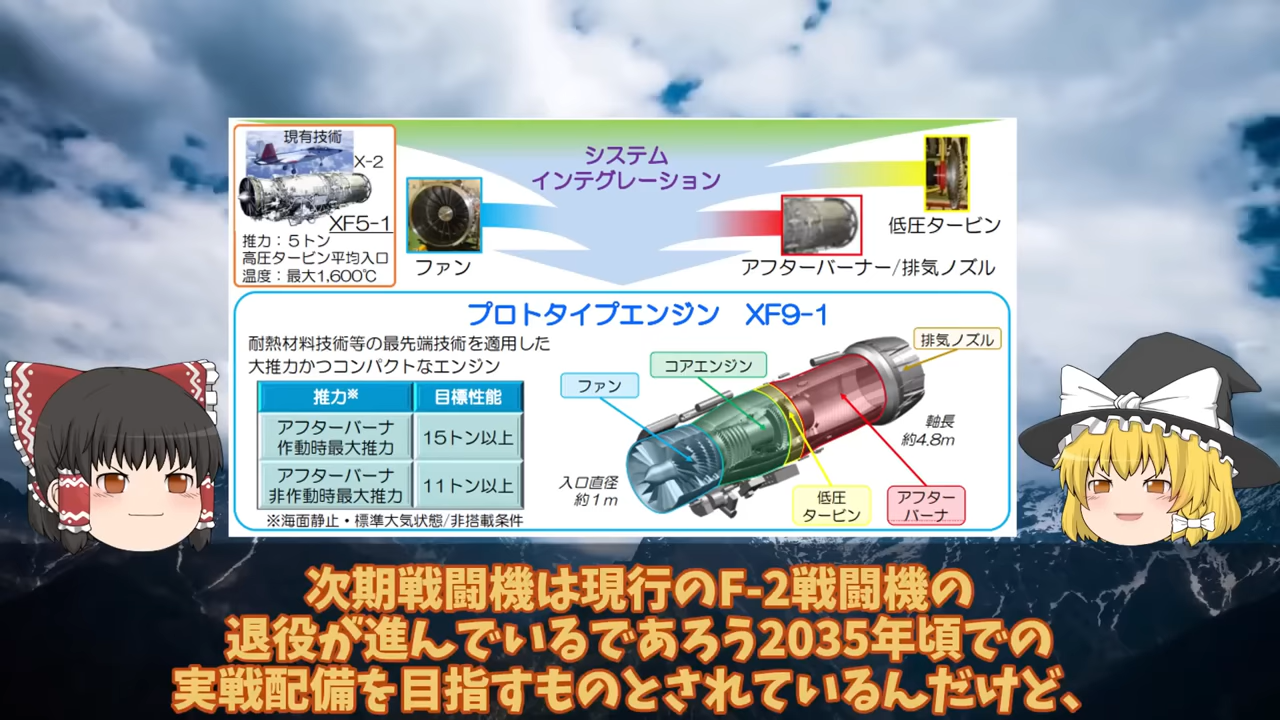 現有技術
X-2
XF5-1
推力：５トン
高圧タービン平均入口
温度：最大1,600℃
ファン
システム
インテグレーション
アフターバーナー/排気ノズル
低圧タービン
プロトタイプエンジン　XF9-1
耐熱材料技術等の最先端技術を適用した
大推力かつコンパクトなエンジン
推力※
目標性能
アフターバーナ
作動時最大推力
15トン以上
アフターバーナ
非作動時最大推力
11トン以上
※海面静止・標準大気状態/非搭載条件
ファン
コアエンジン
排気ノズル
軸長
約4.8m
入口直径
約１ｍ
低圧
タービン
アフター
バーナ
次期戦闘機は現行のF-2戦闘機の
退役が進んでいるであろう2035年頃での
実戦配備を目指すものとされているんだけど、